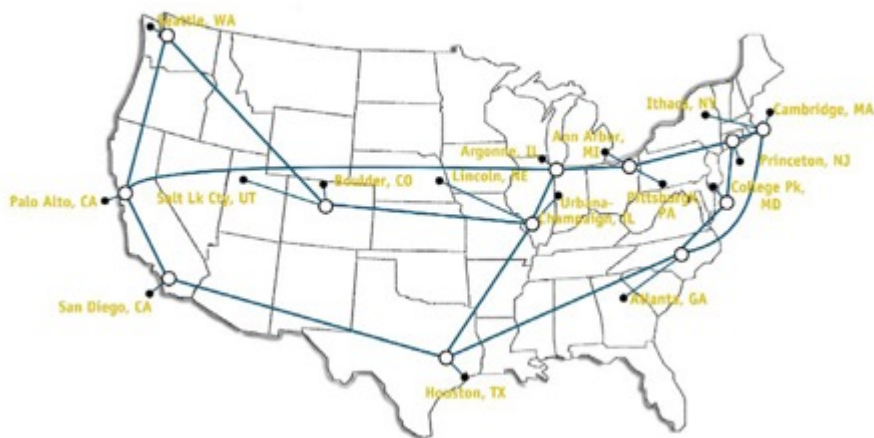 Seattle, WA
Ithaca, NY
Cambridge, MA
Ann Arbor,
MI
Argonne, IL
Princeton, NJ
Salt Lk Cty, UT
Boulder, CO
Lincoln, NE
Pittsburgh,
PA
College Pk,
MD
Palo Alto, CA
Urbana-
Champaign, IL
San Diego, CA
Atlanta, GA
Houston, TX